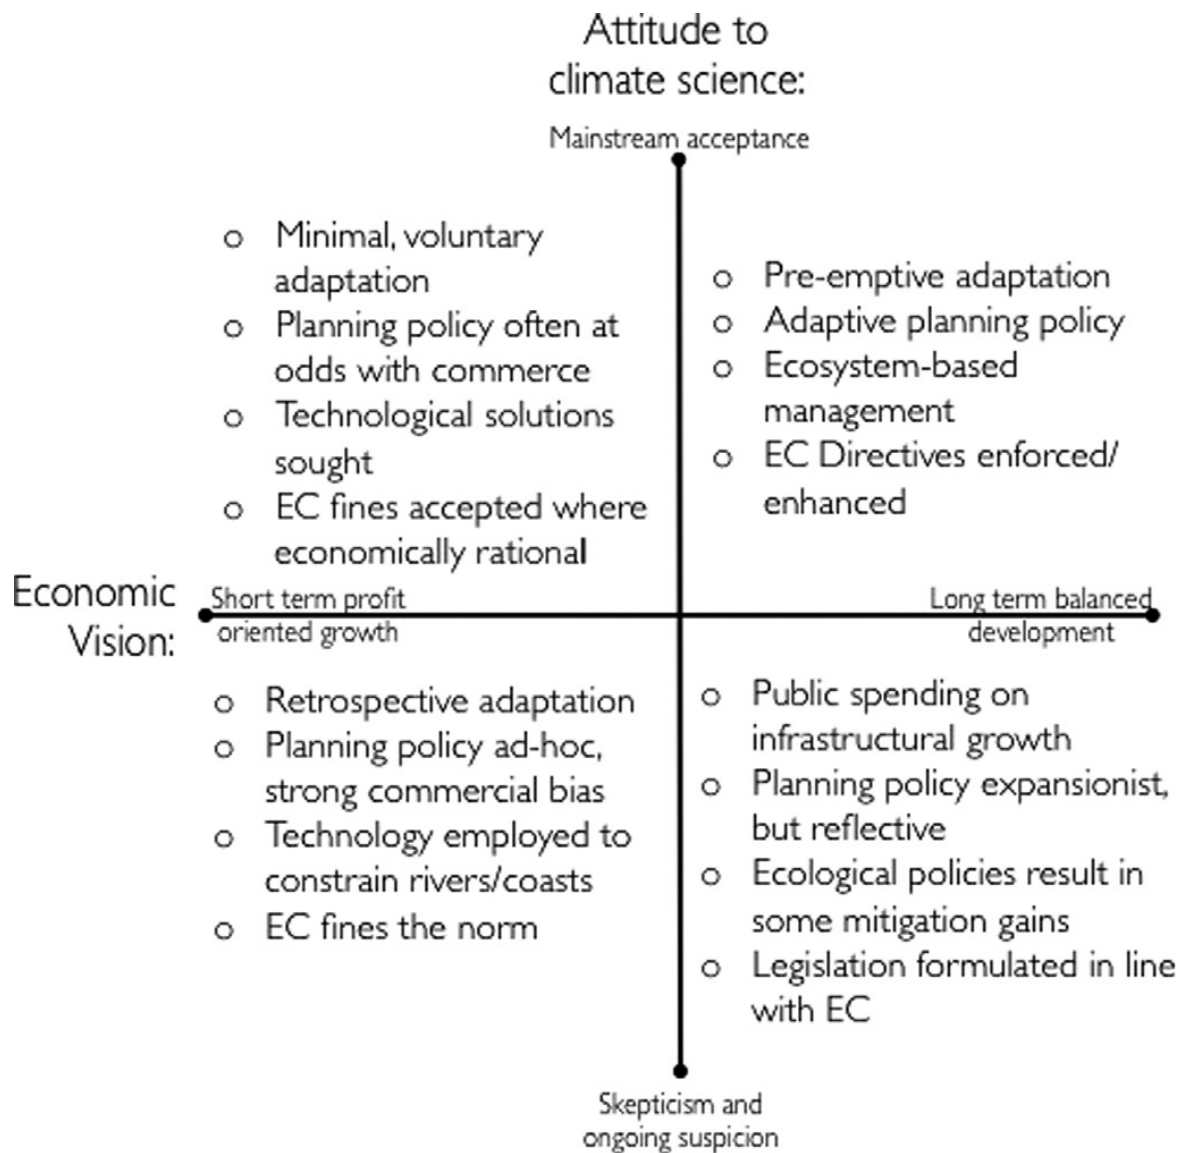 Attitude to
climate science:
Mainstream acceptance
o Minimal, voluntary
adaptation
o Planning policy often at
odds with commerce
o Technological solutions
sought
o EC fines accepted where
economically rational
o Pre-emptive adaptation
o Adaptive planning policy
o Ecosystem-based
management
o EC Directives enforced/
enhanced
Economic
Vision:
Short term profit
oriented growth
Long term balanced
development
o Retrospective adaptation
o Planning policy ad-hoc,
strong commercial bias
o Technology employed to
constrain rivers/coasts
o EC fines the norm
o Public spending on
infrastructural growth
o Planning policy expansionist,
but reflective
o Ecological policies result in
some mitigation gains
o Legislation formulated in line
with EC
Skepticism and
ongoing suspicion